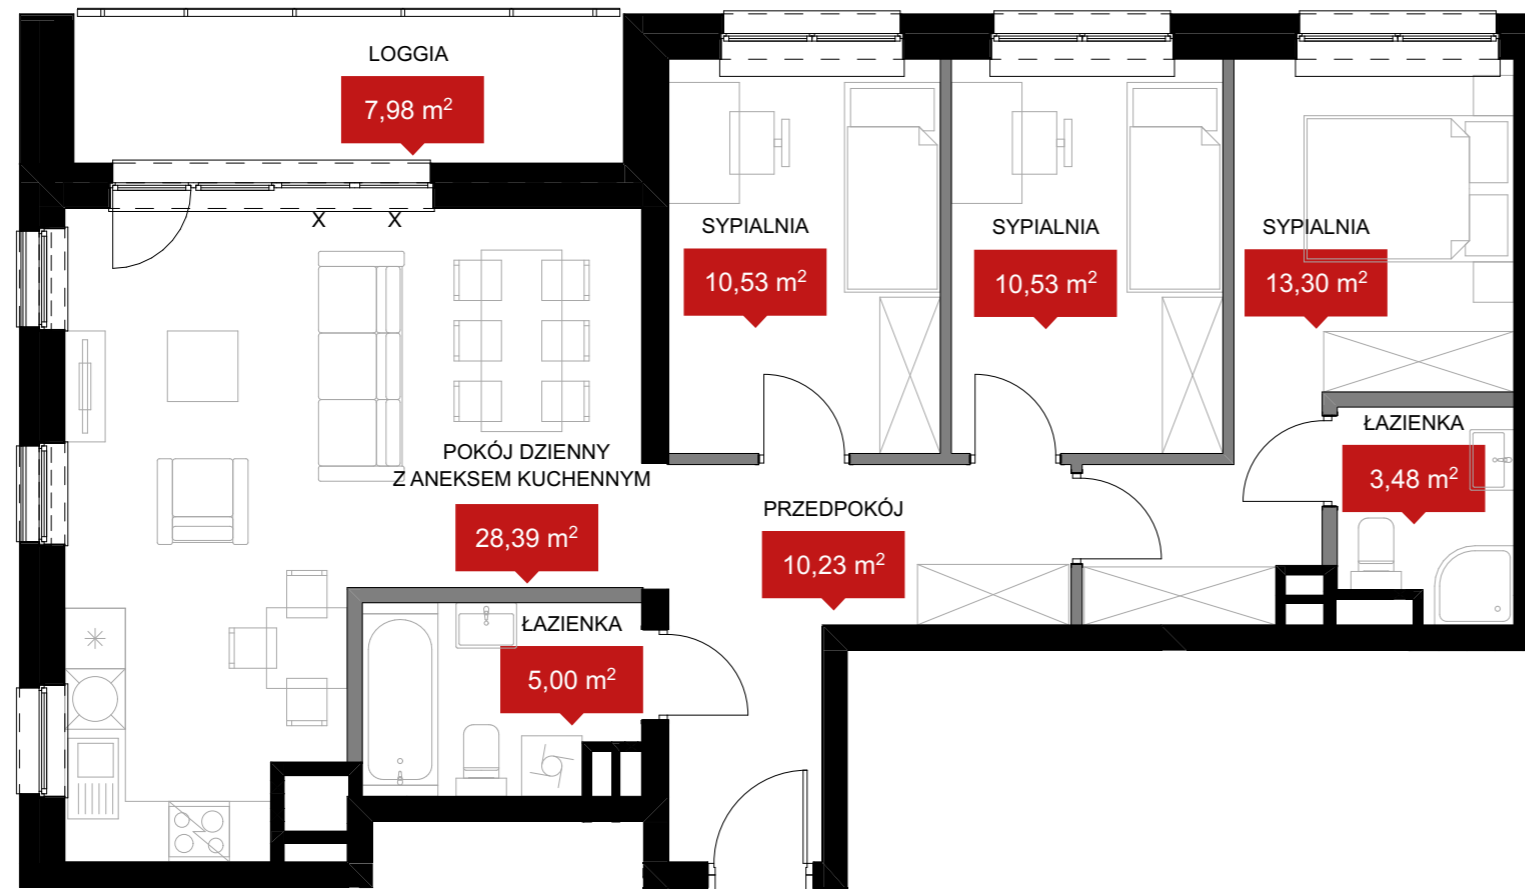 LOGGIA
7,98 m²
X X
SYPIALNIA
10,53 m²
SYPIALNIA
10,53 m²
SYPIALNIA
13,30 m²
POKÓJ DZIENNY
Z ANEKSEM KUCHENNYM
28,39 m²
PRZEDPOKÓJ
10,23 m²
ŁAZIENKA
3,48 m²
ŁAZIENKA
5,00 m²